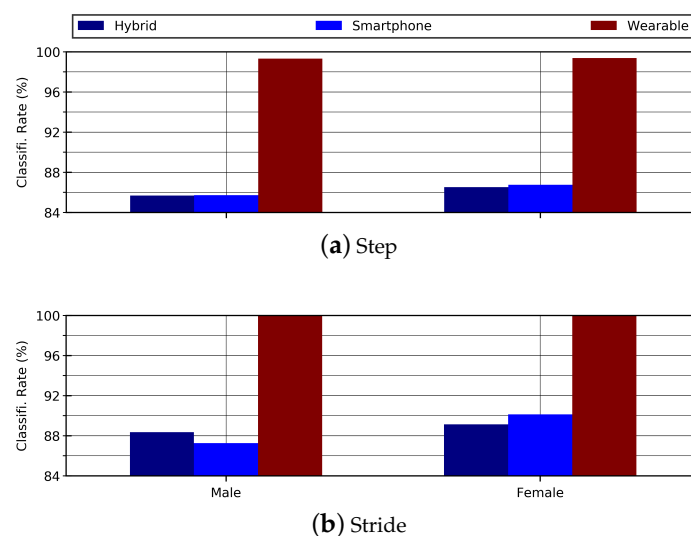 Hybrid Smartphone Wearable
Classifi. Rate (%)
100
96
92
88
84
(a) Step
Classifi. Rate (%)
100
96
92
88
84
Male Female
(b) Stride